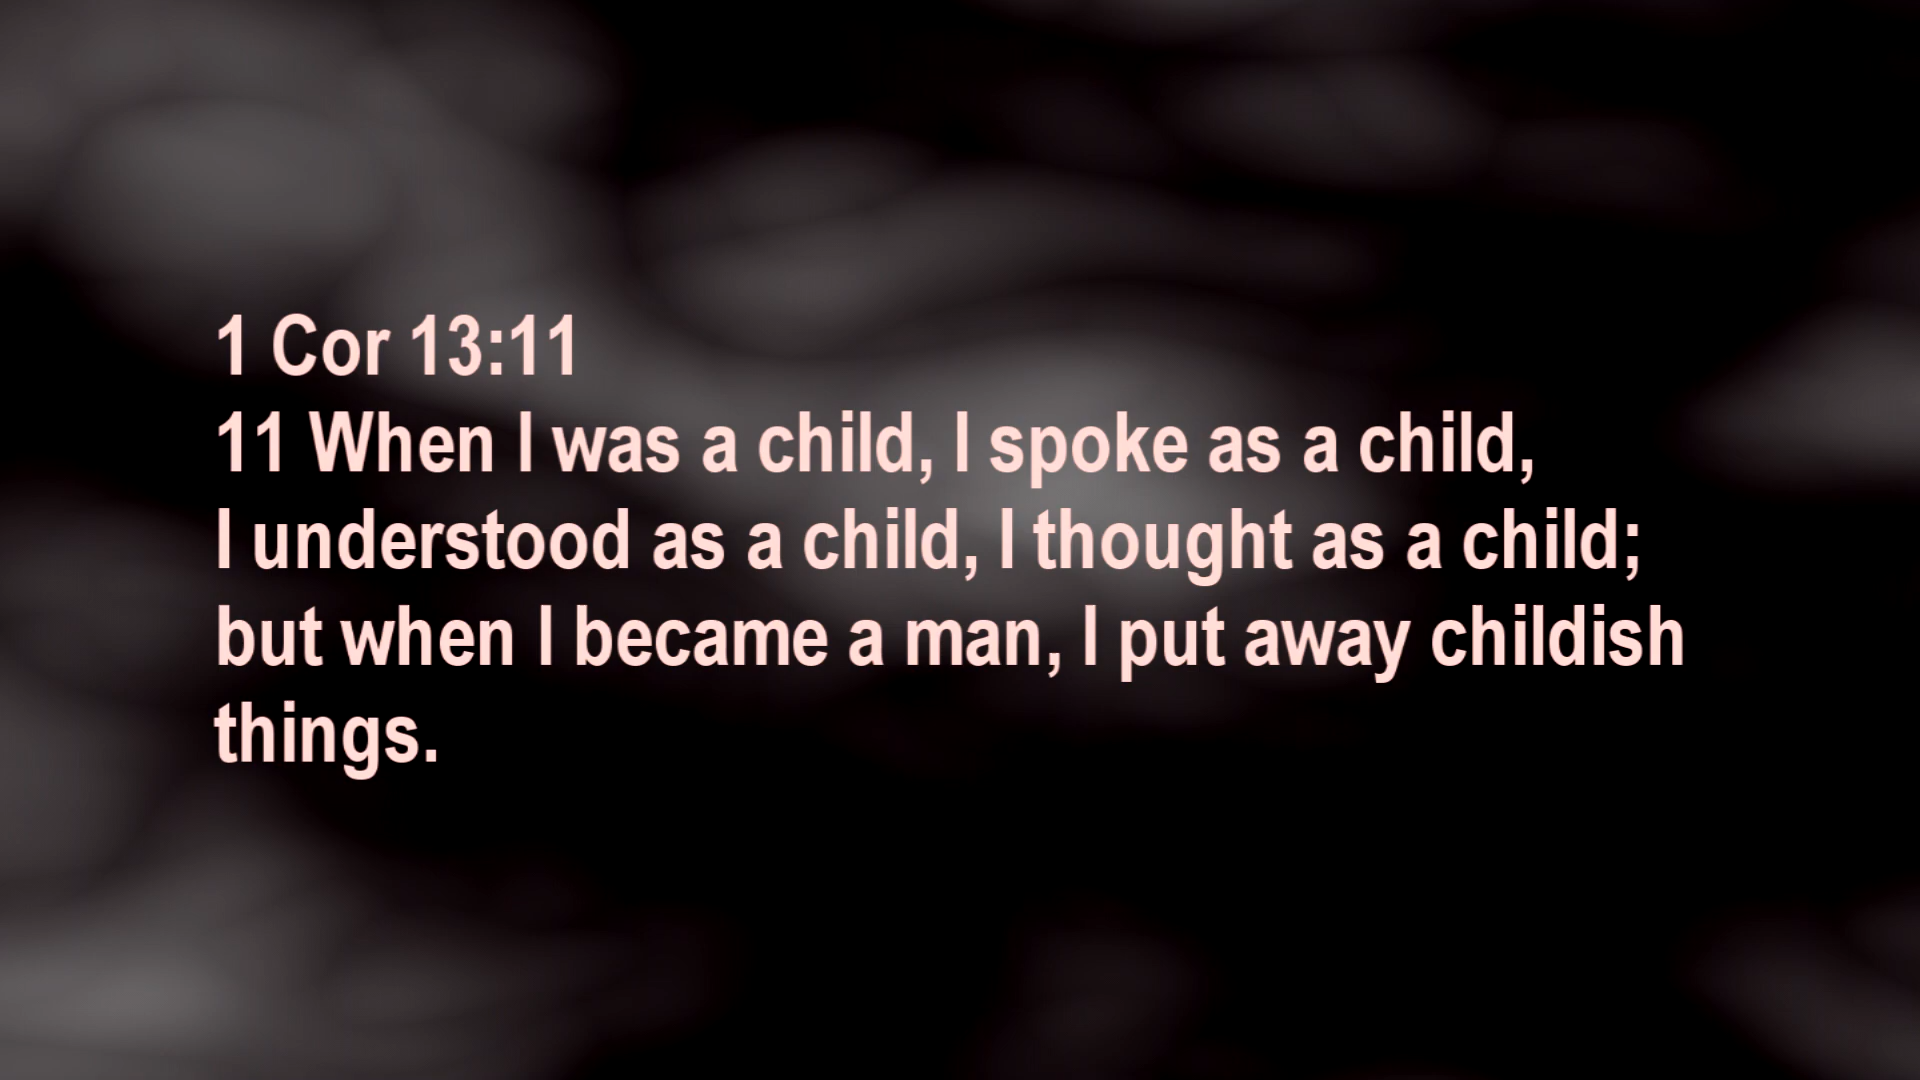 1 Cor 13:11
11 When I was a child, I spoke as a child,
I understood as a child, I thought as a child;
but when I became a man, I put away childish
things.